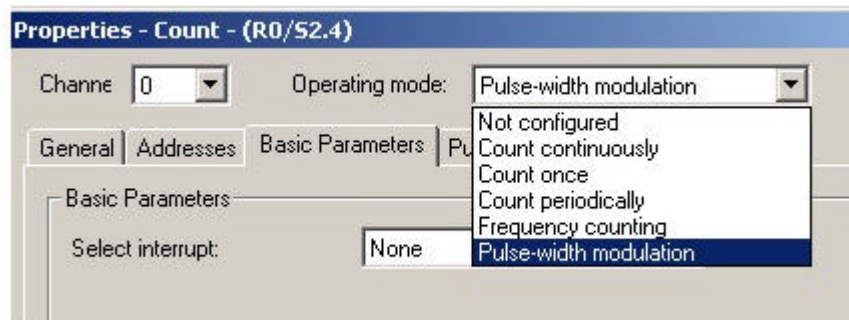 Properties - Count - (R0/S2.4)
Channe 0 Operating mode: Pulse-width modulation
Not configured
General Addresses Basic Parameters Pu Count continuously
Count once
Basic Parameters Count periodically
Frequency counting
Select interrupt: None Pulse-width modulation